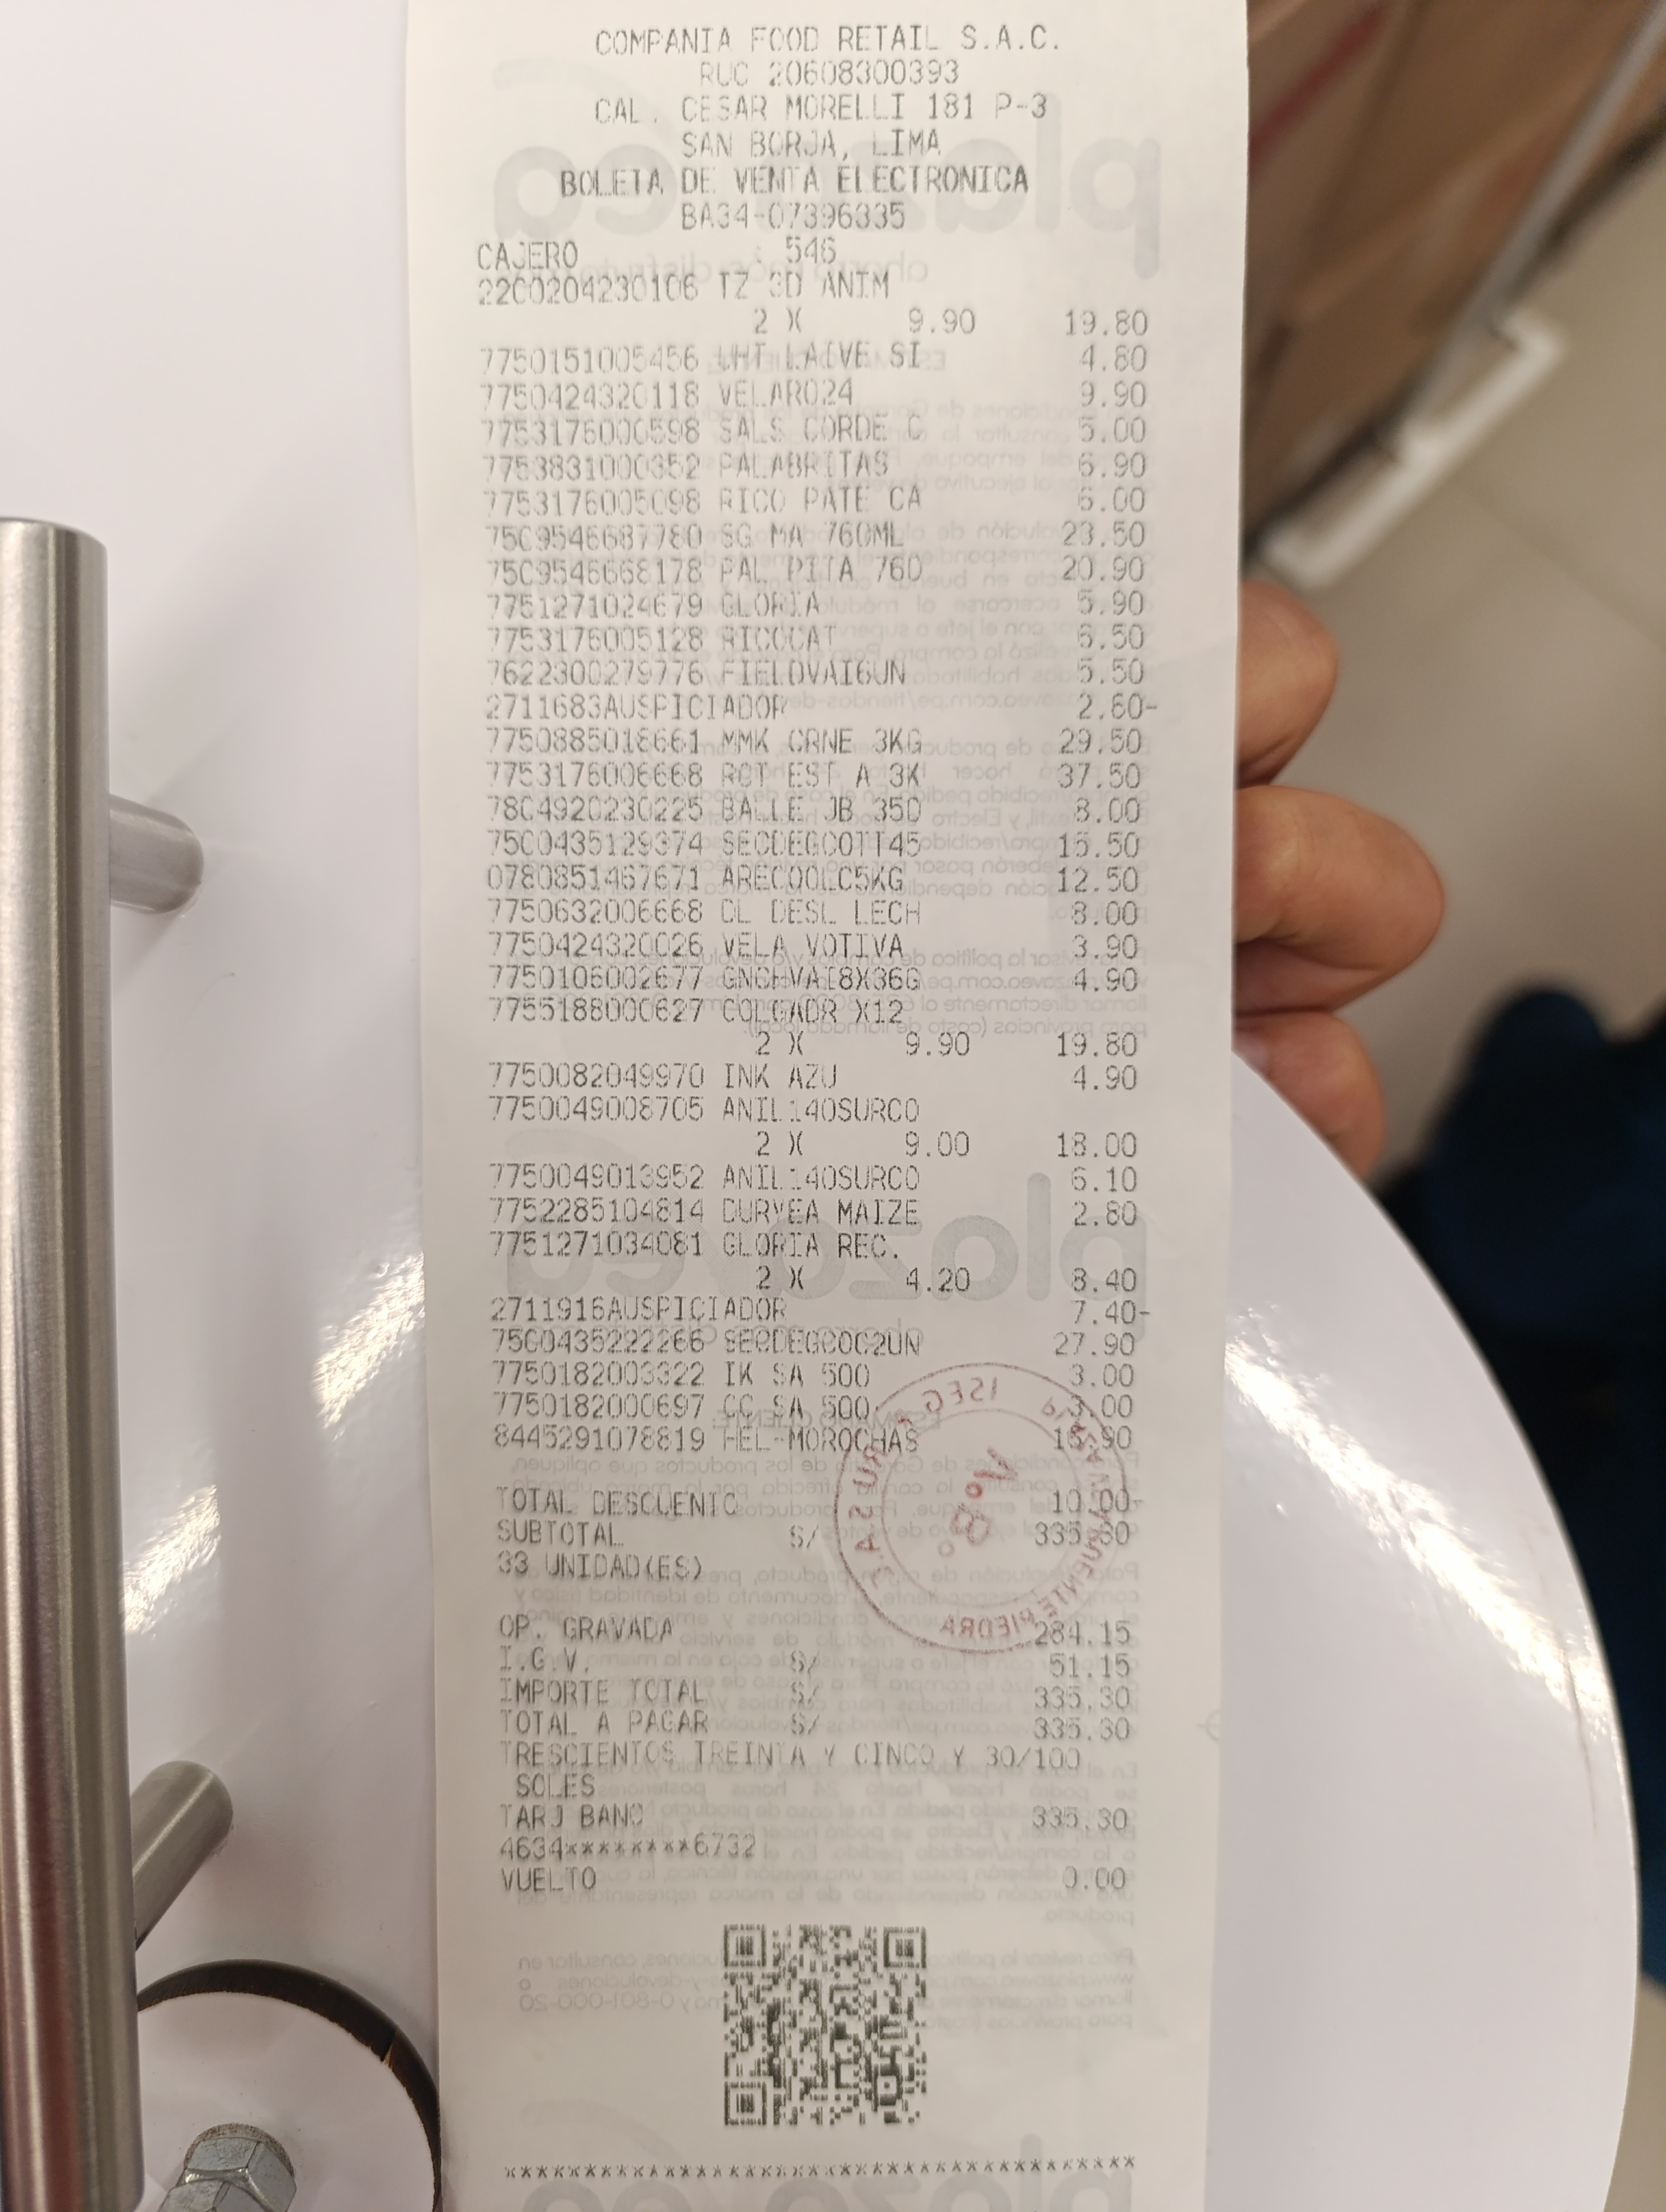 COMPANIA FOOD RETAIL S.A.C.
RUC 20608300393
CAL. CESAR MORELLI 181 P-3
SAN BORJA, LIMA
BOLETA DE VENTA ELECTRONICA
BA34-07396335
CAJERO : 546
2200204230106 TZ 3D ANIM
2 X 9.90 19.80
7750151005456 UHT LAIVE SI 4.80
7750424320118 VELARO24 9.90
7753176000598 SALS CORDE C 5.00
7753831000352 PALABRITAS 6.90
7753176005098 RICO PATE CA 6.00
7509546687780 SG MA 760ML 23.50
7509546668178 PAL PITA 760 20.90
7751271024679 GLORIA 5.90
7753176005128 RICOCAT 6.50
7622300279776 FIELDVAI6UN 5.50
2711683AUSPICIADOR 2.60-
7750885018661 MMK CRNE 3KG 29.50
7753176006668 ROT EST A 3K 37.50
7804920230225 BALLE JB 350 8.00
7500435129374 SECDEGCOTT45 15.50
0780851467671 ARECOOLC5KG 12.50
7750632006668 DL DESL LECH 8.00
7750424320026 VELA VOTIVA 3.90
7750106002677 GNCHVAI8X36G 4.90
7755188000627 COLGADR X12
2 X 9.90 19.80
7750082049970 INK AZU 4.90
7750049008705 ANIL140SURCO
2 X 9.00 18.00
7750049013952 ANIL140SURCO 6.10
7752285104814 DURYEA MAIZE 2.80
7751271034081 GLORIA REC.
2 X 4.20 8.40
2711916AUSPICIADOR 7.40-
7500435222266 SECDEGCOC2UN 27.90
7750182003322 IK SA 500 3.00
7750182000697 CC SA 500 3.00
8445291078819 HEL-MOROCHAS 15.90
TOTAL DESCUENTO 10.00-
SUBTOTAL S/ 335.30
33 UNIDAD(ES)
OP. GRAVADA 284.15
I.G.V. S/ 51.15
IMPORTE TOTAL S/ 335.30
TOTAL A PAGAR S/ 335.30
TRESCIENTOS TREINTA Y CINCO Y 30/100
SOLES
TARJ BANC 335.30
4634********6732
VUELTO 0.00
****************************************